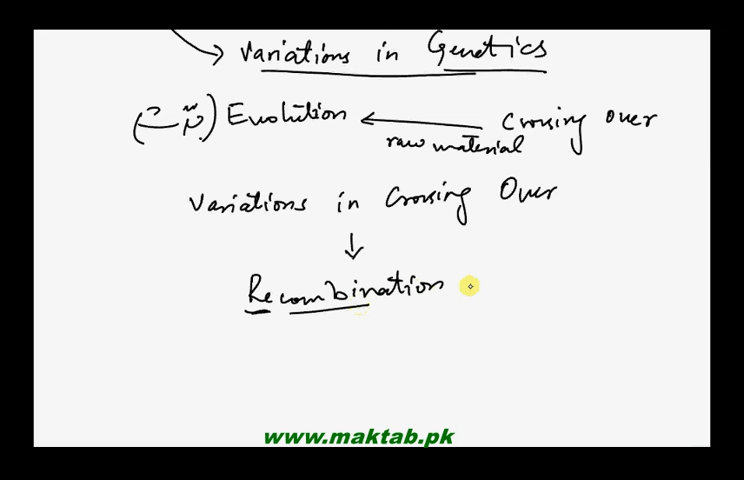 Variations in Genetics
Evolution ← Crossing over
raw material
Variations in Crossing Over
↓
Recombination
www.maktab.pk